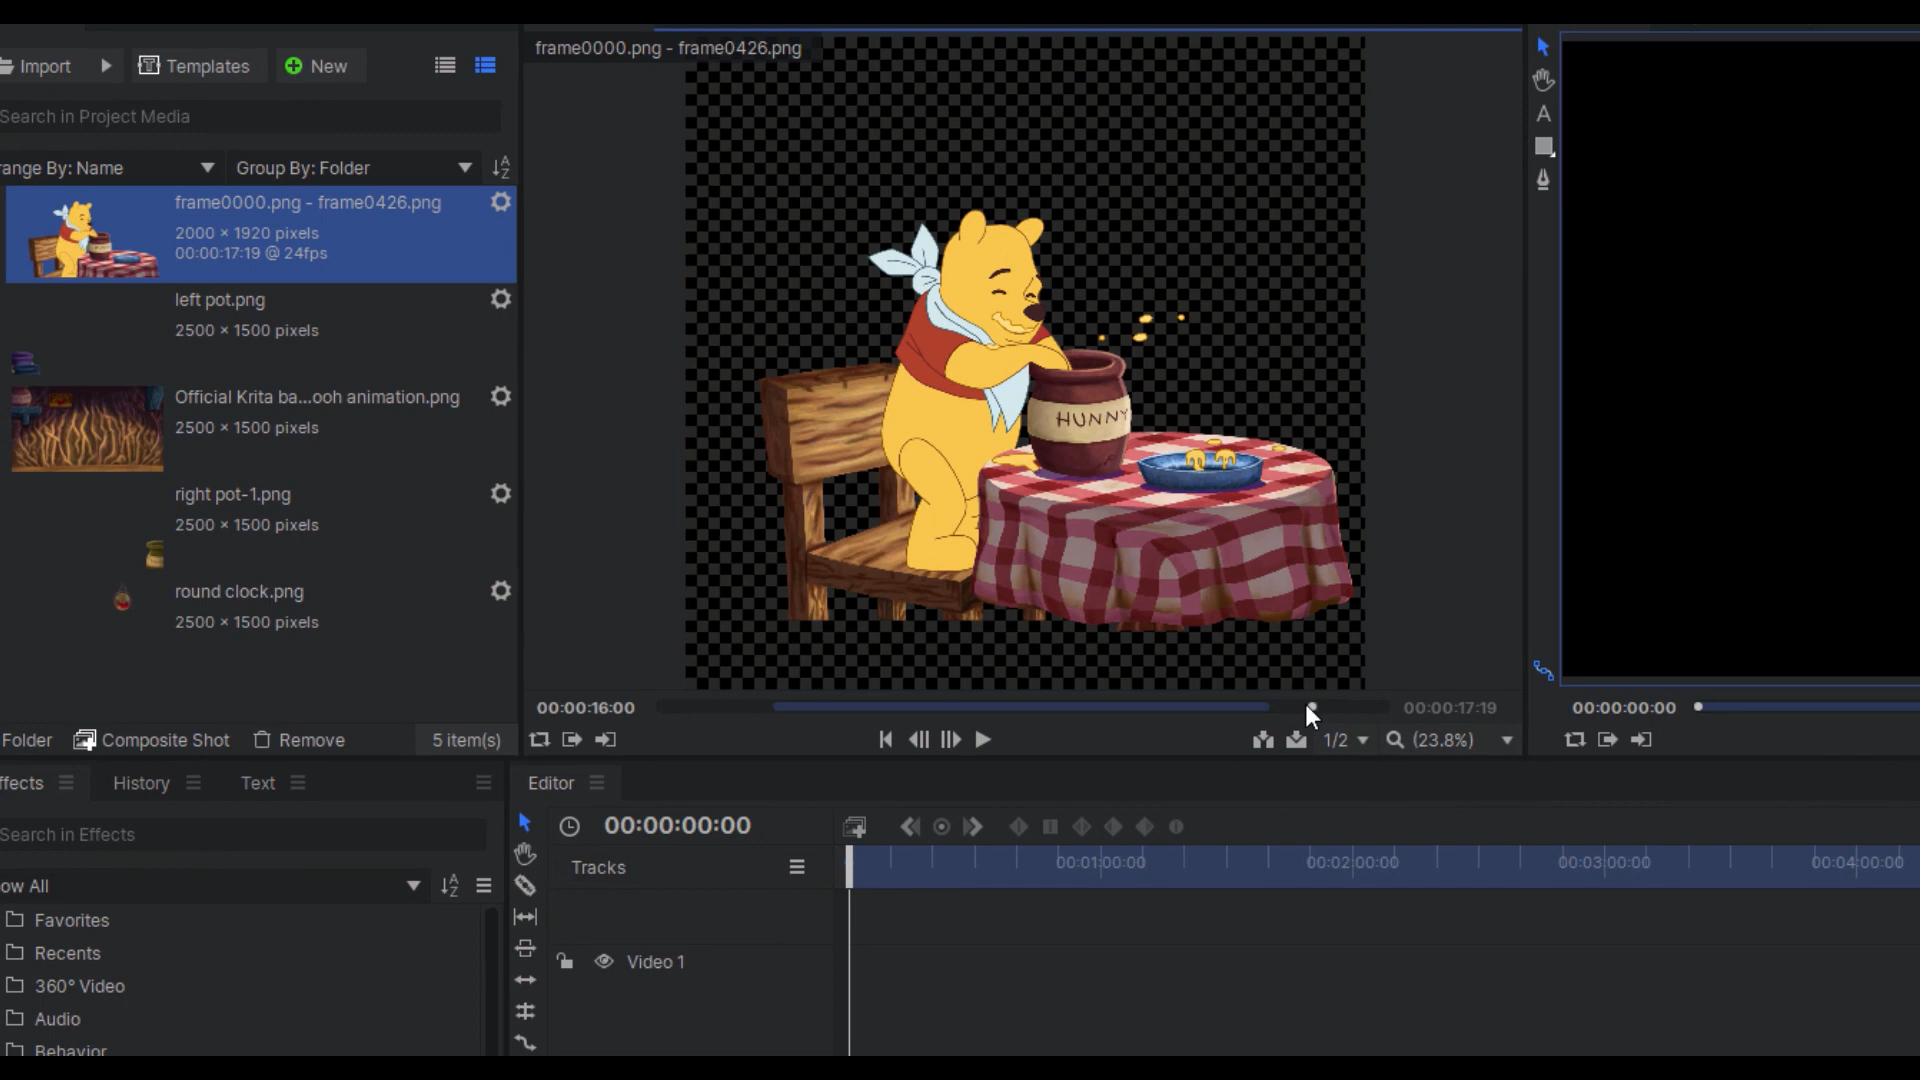 Import
Templates
New
Search in Project Media
range By: Name
Group By: Folder
frame0000.png - frame0426.png
2000 × 1920 pixels
00:00:17:19 @ 24fps
left pot.png
2500 × 1500 pixels
Official Krita ba...ooh animation.png
2500 × 1500 pixels
right pot-1.png
2500 × 1500 pixels
round clock.png
2500 × 1500 pixels
Folder
Composite Shot
Remove
5 item(s)
frame0000.png - frame0426.png
HUNNY
00:00:16:00
00:00:17:19
1/2
(23.8%)
00:00:00:00
ffects
History
Text
Search in Effects
ow All
Favorites
Recents
360° Video
Audio
Behavior
Editor
00:00:00:00
Tracks
00:01:00:00
00:02:00:00
00:03:00:00
00:04:00:00
Video 1